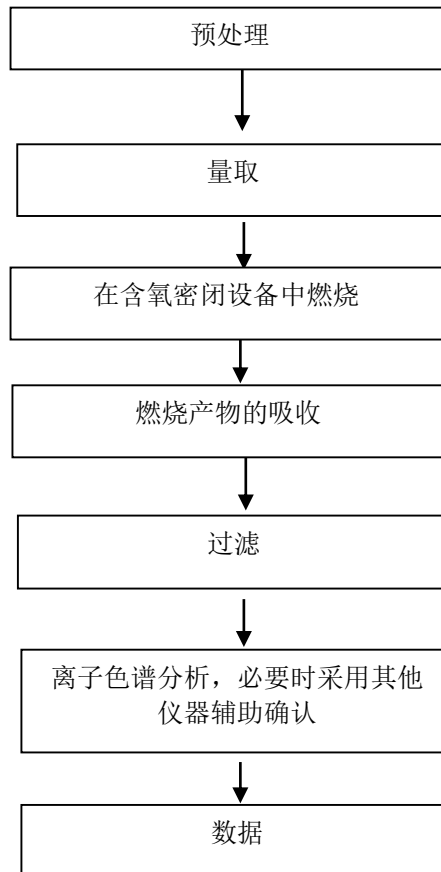 预处理
量取
在含氧密闭设备中燃烧
燃烧产物的吸收
过滤
离子色谱分析，必要时采用其他
仪器辅助确认
数据